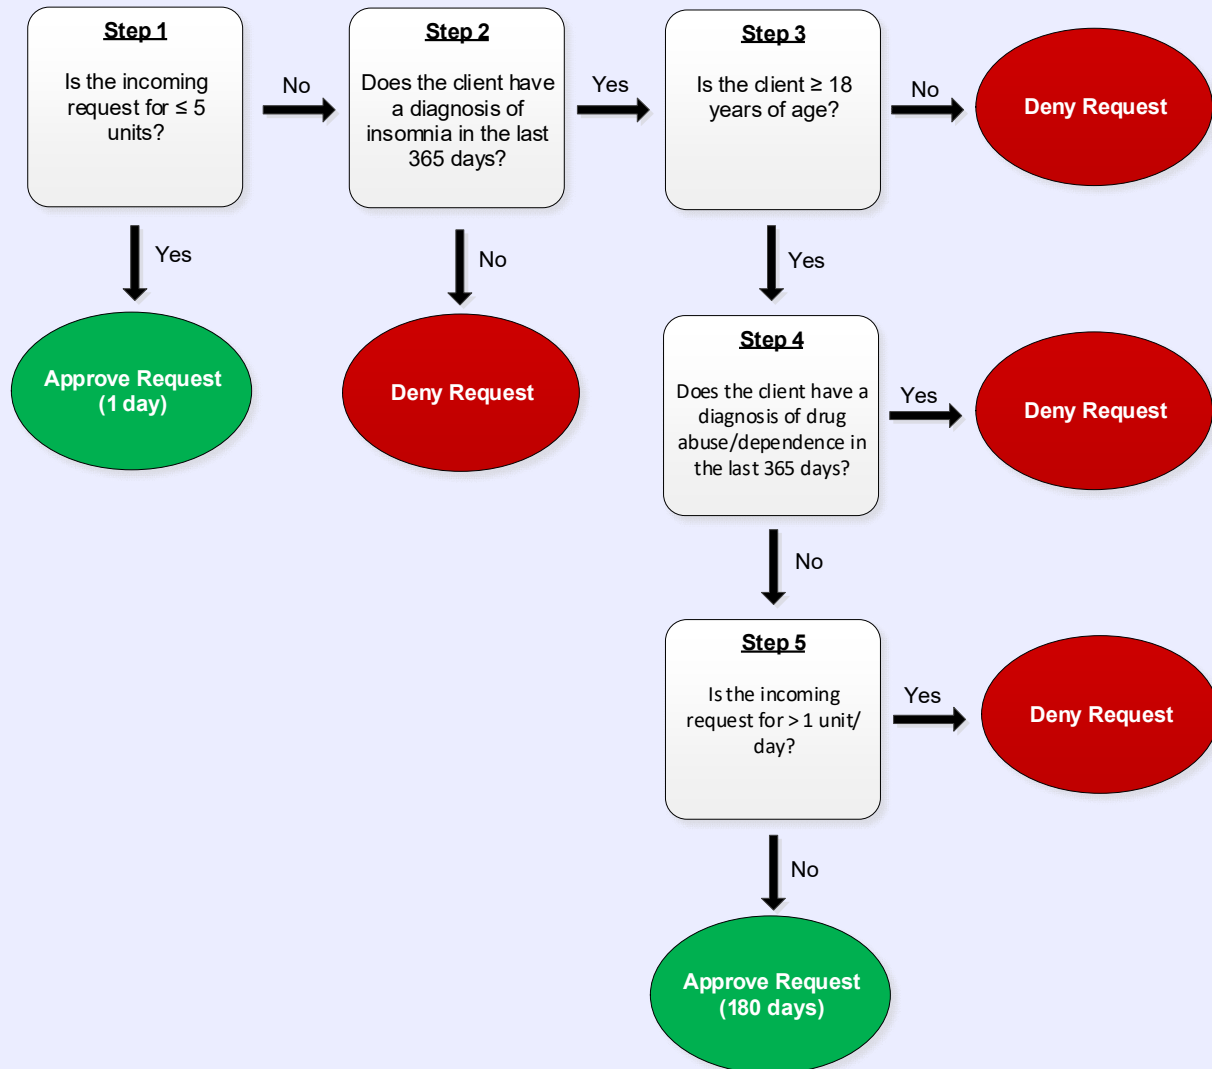 Step 1
Is the incoming
request for ≤ 5
units?
No
Step 2
Does the client have
a diagnosis of
insomnia in the last
365 days?
Yes
Step 3
Is the client ≥ 18
years of age?
No
Deny Request
Yes
Approve Request
(1 day)
No
Deny Request
Yes
Step 4
Does the client have a
diagnosis of drug
abuse/dependence in
the last 365 days?
Yes
Deny Request
No
Step 5
Is the incoming
request for > 1 unit/
day?
Yes
Deny Request
No
Approve Request
(180 days)